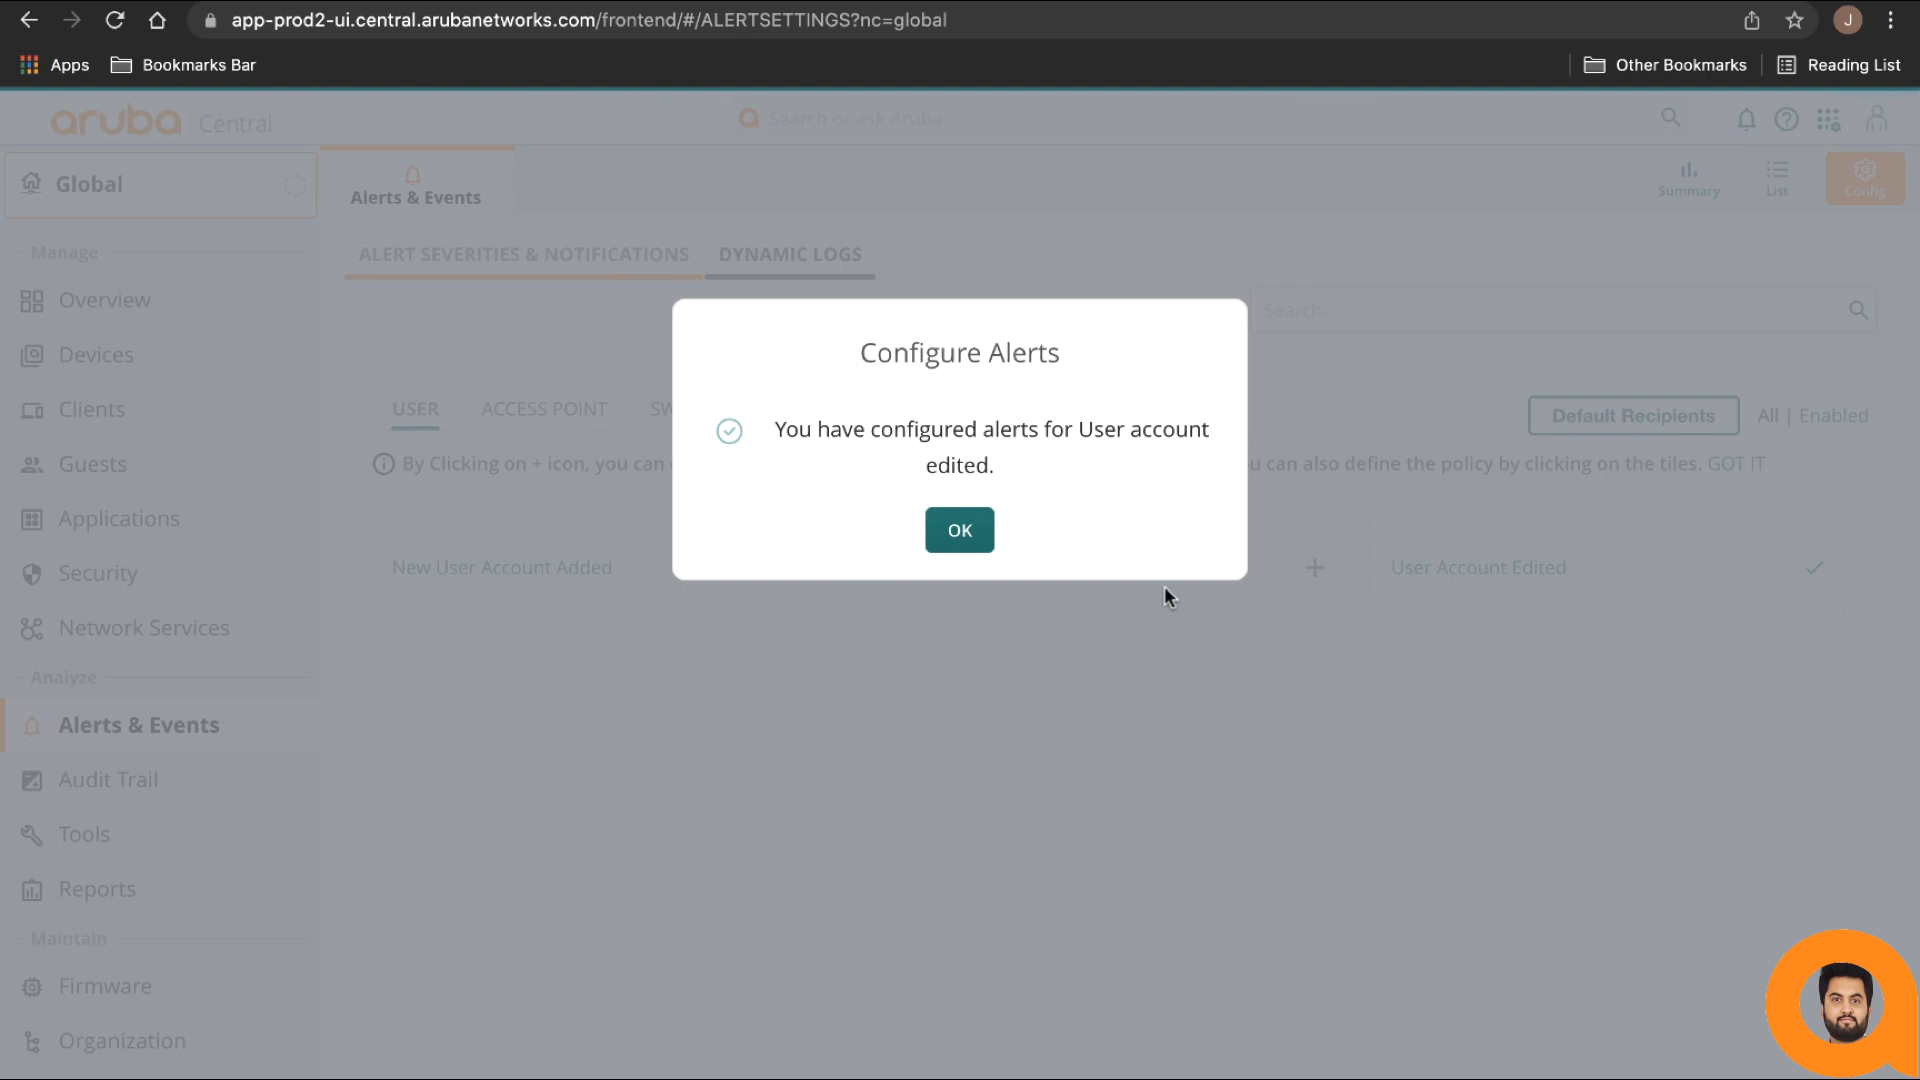 app-prod2-ui.central.arubanetworks.com/frontend/#/ALERTSETTINGS?nc=global
J
Apps
Bookmarks Bar
Other Bookmarks
Reading List
aruba Central
Search or ask Aruba
Global
Alerts & Events
Summary
List
Config
Manage
ALERT SEVERITIES & NOTIFICATIONS
DYNAMIC LOGS
Overview
Search...
Devices
Configure Alerts
Clients
USER
ACCESS POINT
SW
Default Recipients
All | Enabled
You have configured alerts for User account
edited.
Guests
By Clicking on + icon, you can
can also define the policy by clicking on the tiles. GOT IT
Applications
OK
Security
New User Account Added
User Account Edited
Network Services
Analyze
Alerts & Events
Audit Trail
Tools
Reports
Maintain
Firmware
Organization